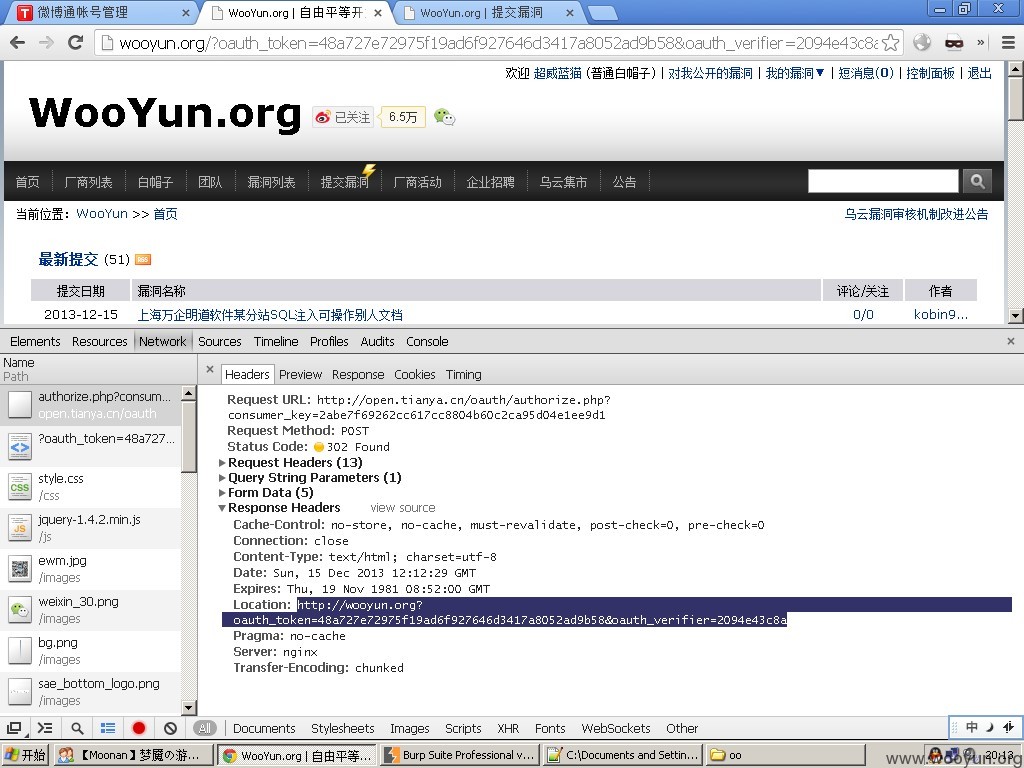 微博通帐号管理
WooYun.org | 自由平等开
WooYun.org | 提交漏洞
wooyun.org/?oauth_token=48a727e72975f19ad6f927646d3417a8052ad9b58&oauth_verifier=2094e43c8a
欢迎 超威蓝猫 (普通白帽子) | 对我公开的漏洞 | 我的漏洞▼ | 短消息(0) | 控制面板 | 退出
WooYun.org
已关注
6.5万
首页 厂商列表 白帽子 团队 漏洞列表 提交漏洞 厂商活动 企业招聘 乌云集市 公告
当前位置: WooYun >> 首页
乌云漏洞审核机制改进公告
最新提交 (51)
提交日期 漏洞名称 评论/关注 作者
2013-12-15 上海万企明道软件某分站SQL注入可操作别人文档 0/0 kobin9...
Elements Resources Network Sources Timeline Profiles Audits Console
Name
Path
authorize.php?consum...
open.tianya.cn/oauth
?oauth_token=48a727...
style.css
/css
jquery-1.4.2.min.js
/js
ewm.jpg
/images
weixin_30.png
/images
bg.png
/images
sae_bottom_logo.png
/images
Headers Preview Response Cookies Timing
Request URL: http://open.tianya.cn/oauth/authorize.php?
consumer_key=2abe7f69262cc617cc8804b60c2ca95d04e1ee9d1
Request Method: POST
Status Code: 302 Found
Request Headers (13)
Query String Parameters (1)
Form Data (5)
Response Headers view source
Cache-Control: no-store, no-cache, must-revalidate, post-check=0, pre-check=0
Connection: close
Content-Type: text/html; charset=utf-8
Date: Sun, 15 Dec 2013 12:12:29 GMT
Expires: Thu, 19 Nov 1981 08:52:00 GMT
Location: http://wooyun.org?
oauth_token=48a727e72975f19ad6f927646d3417a8052ad9b58&oauth_verifier=2094e43c8a
Pragma: no-cache
Server: nginx
Transfer-Encoding: chunked
All Documents Stylesheets Images Scripts XHR Fonts WebSockets Other
中
开始
【Moonan】梦魇の游...
WooYun.org | 自由平等...
Burp Suite Professional v...
C:\Documents and Settin...
oo
20:13
www.wooyun.org